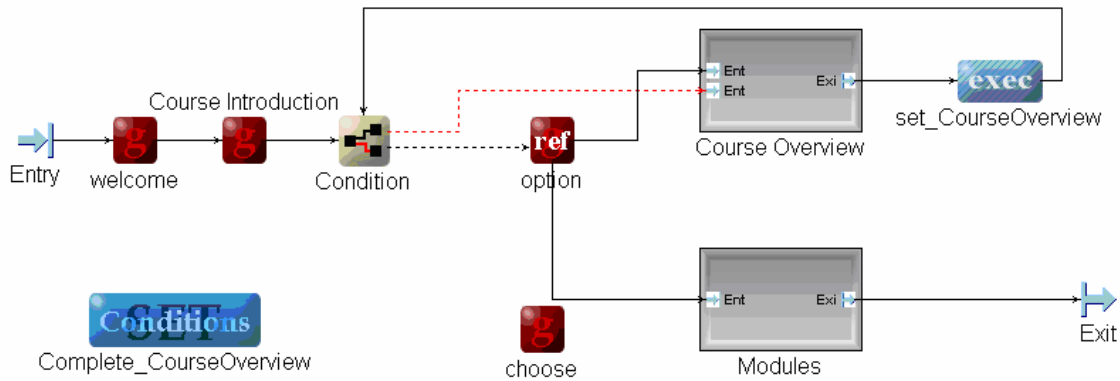 Ent
Exi
Ent
exec
Course Introduction
set_CourseOverview
g
g
ref
g
Course Overview
Entry
welcome
Condition
option
SET
Conditions
Ent
Exi
g
Exit
Complete_CourseOverview
choose
Modules